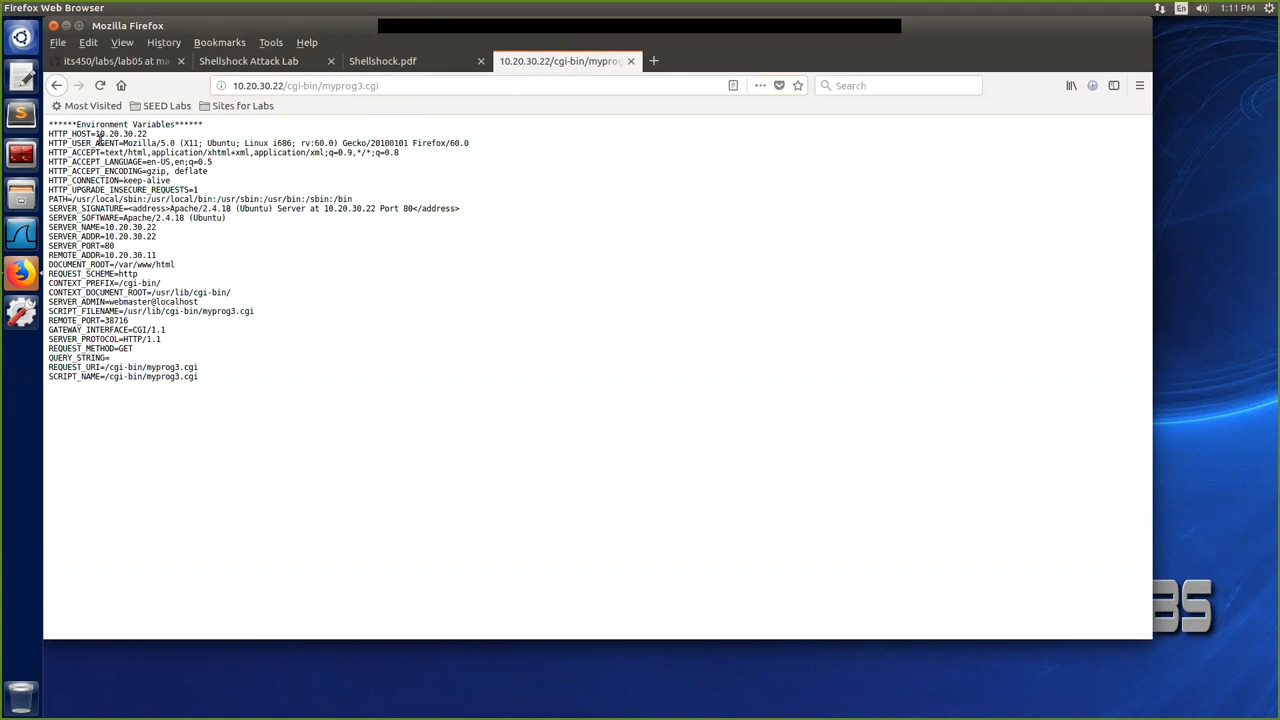 Firefox Web Browser
En 1:11 PM
Mozilla Firefox
File Edit View History Bookmarks Tools Help
its450/labs/lab05 at ma
Shellshock Attack Lab
Shellshock.pdf
10.20.30.22/cgi-bin/myprog
10.20.30.22/cgi-bin/myprog3.cgi
Search
Most Visited SEED Labs Sites for Labs
******Environment Variables******
HTTP_HOST=10.20.30.22
HTTP_USER_AGENT=Mozilla/5.0 (X11; Ubuntu; Linux i686; rv:60.0) Gecko/20100101 Firefox/60.0
HTTP_ACCEPT=text/html,application/xhtml+xml,application/xml;q=0.9,*/*;q=0.8
HTTP_ACCEPT_LANGUAGE=en-US,en;q=0.5
HTTP_ACCEPT_ENCODING=gzip, deflate
HTTP_CONNECTION=keep-alive
HTTP_UPGRADE_INSECURE_REQUESTS=1
PATH=/usr/local/sbin:/usr/local/bin:/usr/sbin:/usr/bin:/sbin:/bin
SERVER_SIGNATURE=<address>Apache/2.4.18 (Ubuntu) Server at 10.20.30.22 Port 80</address>
SERVER_SOFTWARE=Apache/2.4.18 (Ubuntu)
SERVER_NAME=10.20.30.22
SERVER_ADDR=10.20.30.22
SERVER_PORT=80
REMOTE_ADDR=10.20.30.11
DOCUMENT_ROOT=/var/www/html
REQUEST_SCHEME=http
CONTEXT_PREFIX=/cgi-bin/
CONTEXT_DOCUMENT_ROOT=/usr/lib/cgi-bin/
SERVER_ADMIN=webmaster@localhost
SCRIPT_FILENAME=/usr/lib/cgi-bin/myprog3.cgi
REMOTE_PORT=38716
GATEWAY_INTERFACE=CGI/1.1
SERVER_PROTOCOL=HTTP/1.1
REQUEST_METHOD=GET
QUERY_STRING=
REQUEST_URI=/cgi-bin/myprog3.cgi
SCRIPT_NAME=/cgi-bin/myprog3.cgi
BS